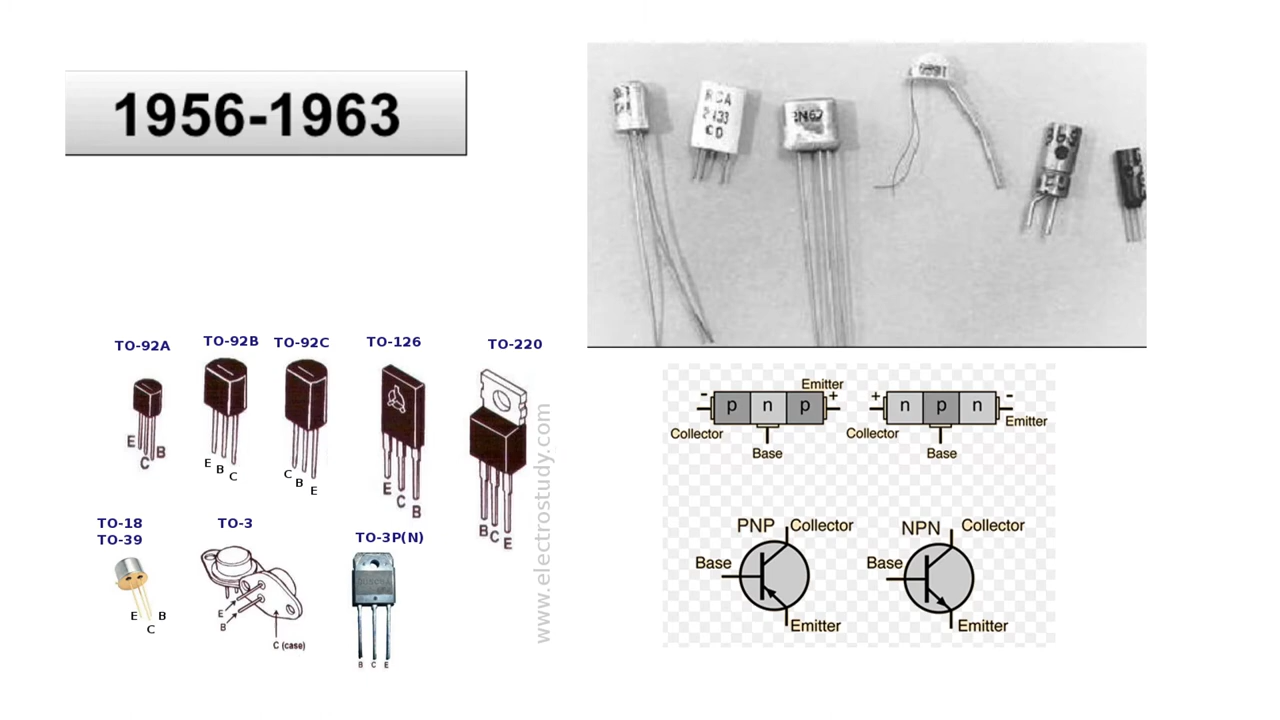 1956-1963
RCA
CD
2N67
TO-92A
TO-92B
TO-92C
TO-126
TO-220
E
C
B
E
B
C
C
B
E
E
C
B
B
C
E
TO-18
TO-39
TO-3
TO-3P(N)
E
B
C
E
B
C (case)
B
C
E
www.electrostudy.com
Emitter
-
p
n
p
+
Collector
Base
+
n
p
n
-
Emitter
Collector
Base
PNP
Collector
Base
Emitter
NPN
Collector
Base
Emitter